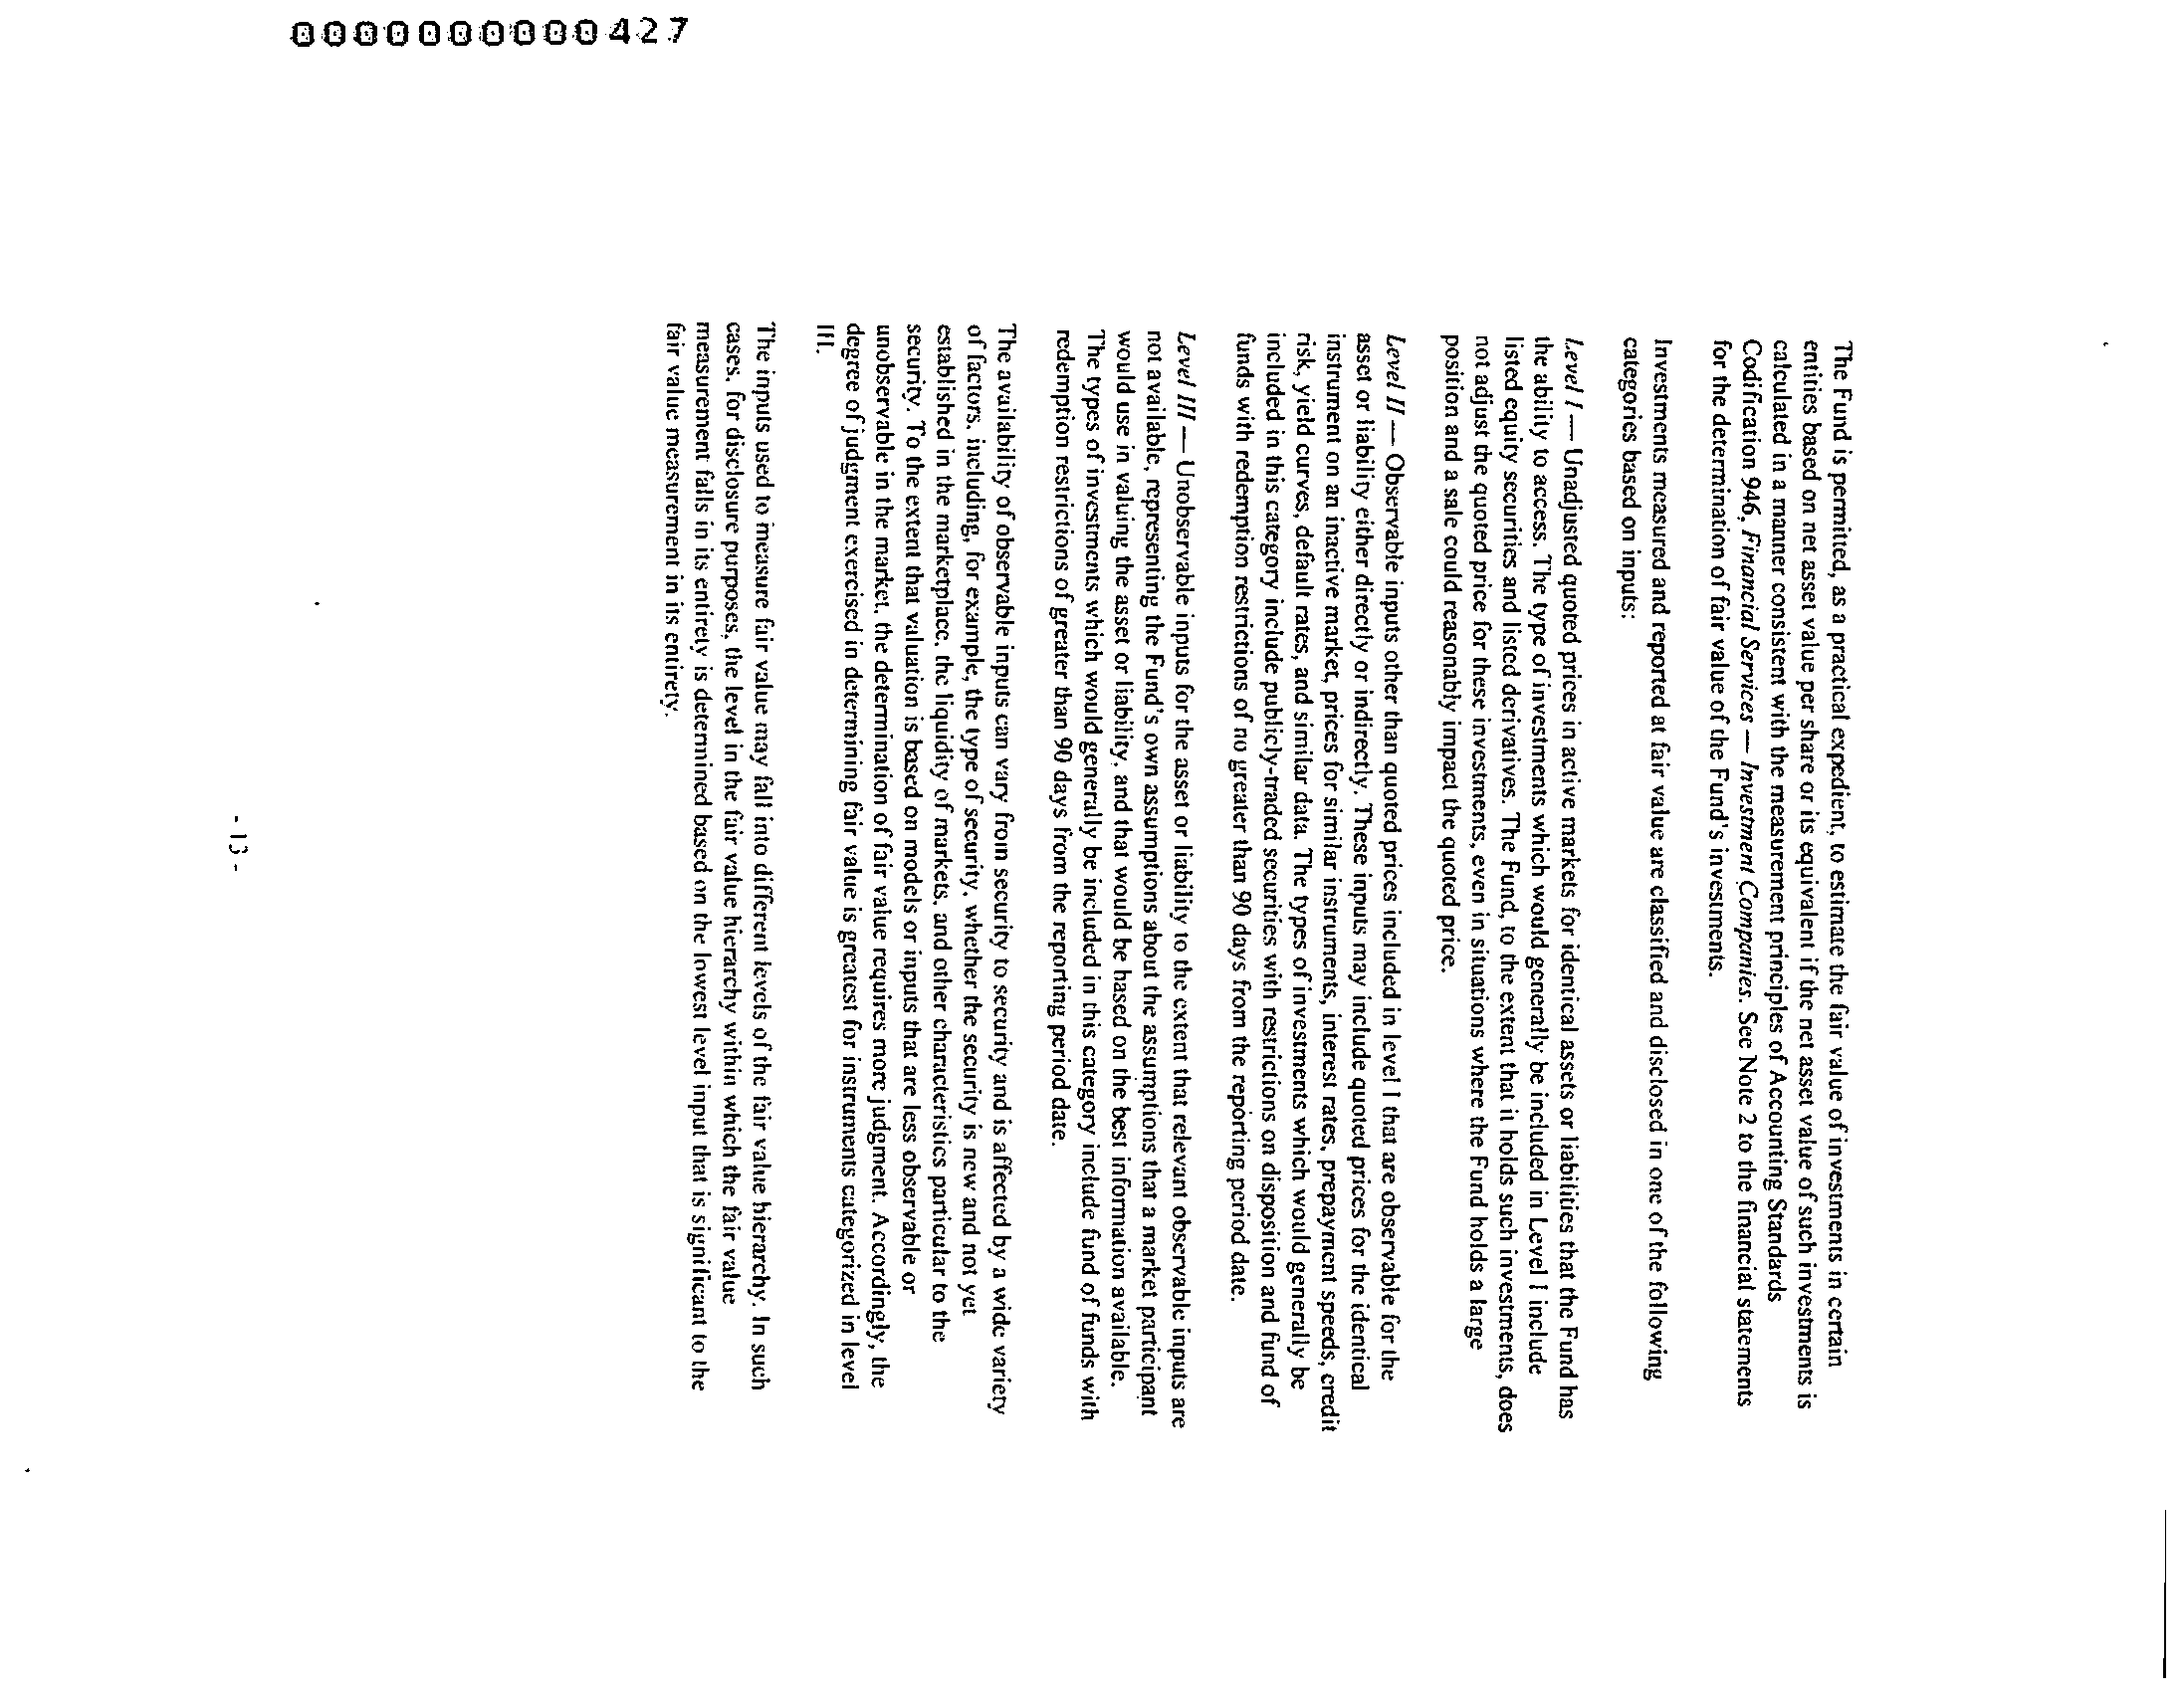 0000000000427
The Fund is permitted, as a practical expedient, to estimate the fair value of investments in certain
entities based on net asset value per share or its equivalent if the net asset value of such investments is
calculated in a manner consistent with the measurement principles of Accounting Standards
Codification 946, Financial Services — Investment Companies. See Note 2 to the financial statements
for the determination of fair value of the Fund's investments.
Investments measured and reported at fair value are classified and disclosed in one of the following
categories based on inputs:
Level I — Unadjusted quoted prices in active markets for identical assets or liabilities that the Fund has
the ability to access. The type of investments which would generally be included in Level I include
listed equity securities and listed derivatives. The Fund, to the extent that it holds such investments, does
not adjust the quoted price for these investments, even in situations where the Fund holds a large
position and a sale could reasonably impact the quoted price.
Level II — Observable inputs other than quoted prices included in level I that are observable for the
asset or liability either directly or indirectly. These inputs may include quoted prices for the identical
instrument on an inactive market, prices for similar instruments, interest rates, prepayment speeds, credit
risk, yield curves, default rates, and similar data. The types of investments which would generally be
included in this category include publicly-traded securities with restrictions on disposition and fund of
funds with redemption restrictions of no greater than 90 days from the reporting period date.
Level III — Unobservable inputs for the asset or liability to the extent that relevant observable inputs are
not available, representing the Fund's own assumptions about the assumptions that a market participant
would use in valuing the asset or liability, and that would be based on the best information available.
The types of investments which would generally be included in this category include fund of funds with
redemption restrictions of greater than 90 days from the reporting period date.
The availability of observable inputs can vary from security to security and is affected by a wide variety
of factors, including, for example, the type of security, whether the security is new and not yet
established in the marketplace, the liquidity of markets, and other characteristics particular to the
security. To the extent that valuation is based on models or inputs that are less observable or
unobservable in the market, the determination of fair value requires more judgment. Accordingly, the
degree of judgment exercised in determining fair value is greatest for instruments categorized in level
III.
The inputs used to measure fair value may fall into different levels of the fair value hierarchy. In such
cases, for disclosure purposes, the level in the fair value hierarchy within which the fair value
measurement falls in its entirety is determined based on the lowest level input that is significant to the
fair value measurement in its entirety.
- 13 -